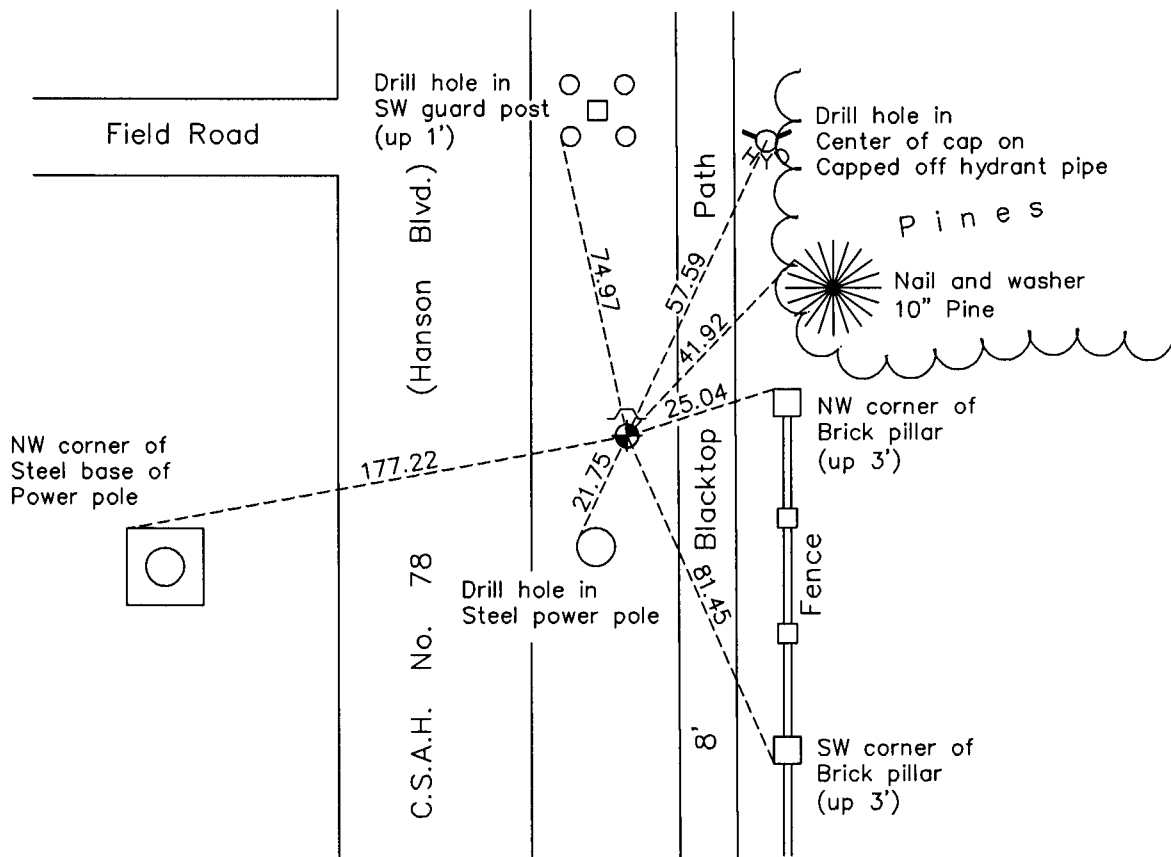 Field Road
Drill hole in
SW guard post
(up 1')
Drill hole in
Center of cap on
Capped off hydrant pipe
HYD
Pines
Nail and washer
10" Pine
74.97
57.59
41.92
25.04
177.22
21.75
81.45
NW corner of
Steel base of
Power pole
NW corner of
Brick pillar
(up 3')
Fence
Drill hole in
Steel power pole
SW corner of
Brick pillar
(up 3')
C.S.A.H. No. 78 (Hanson Blvd.)
8' Blacktop Path